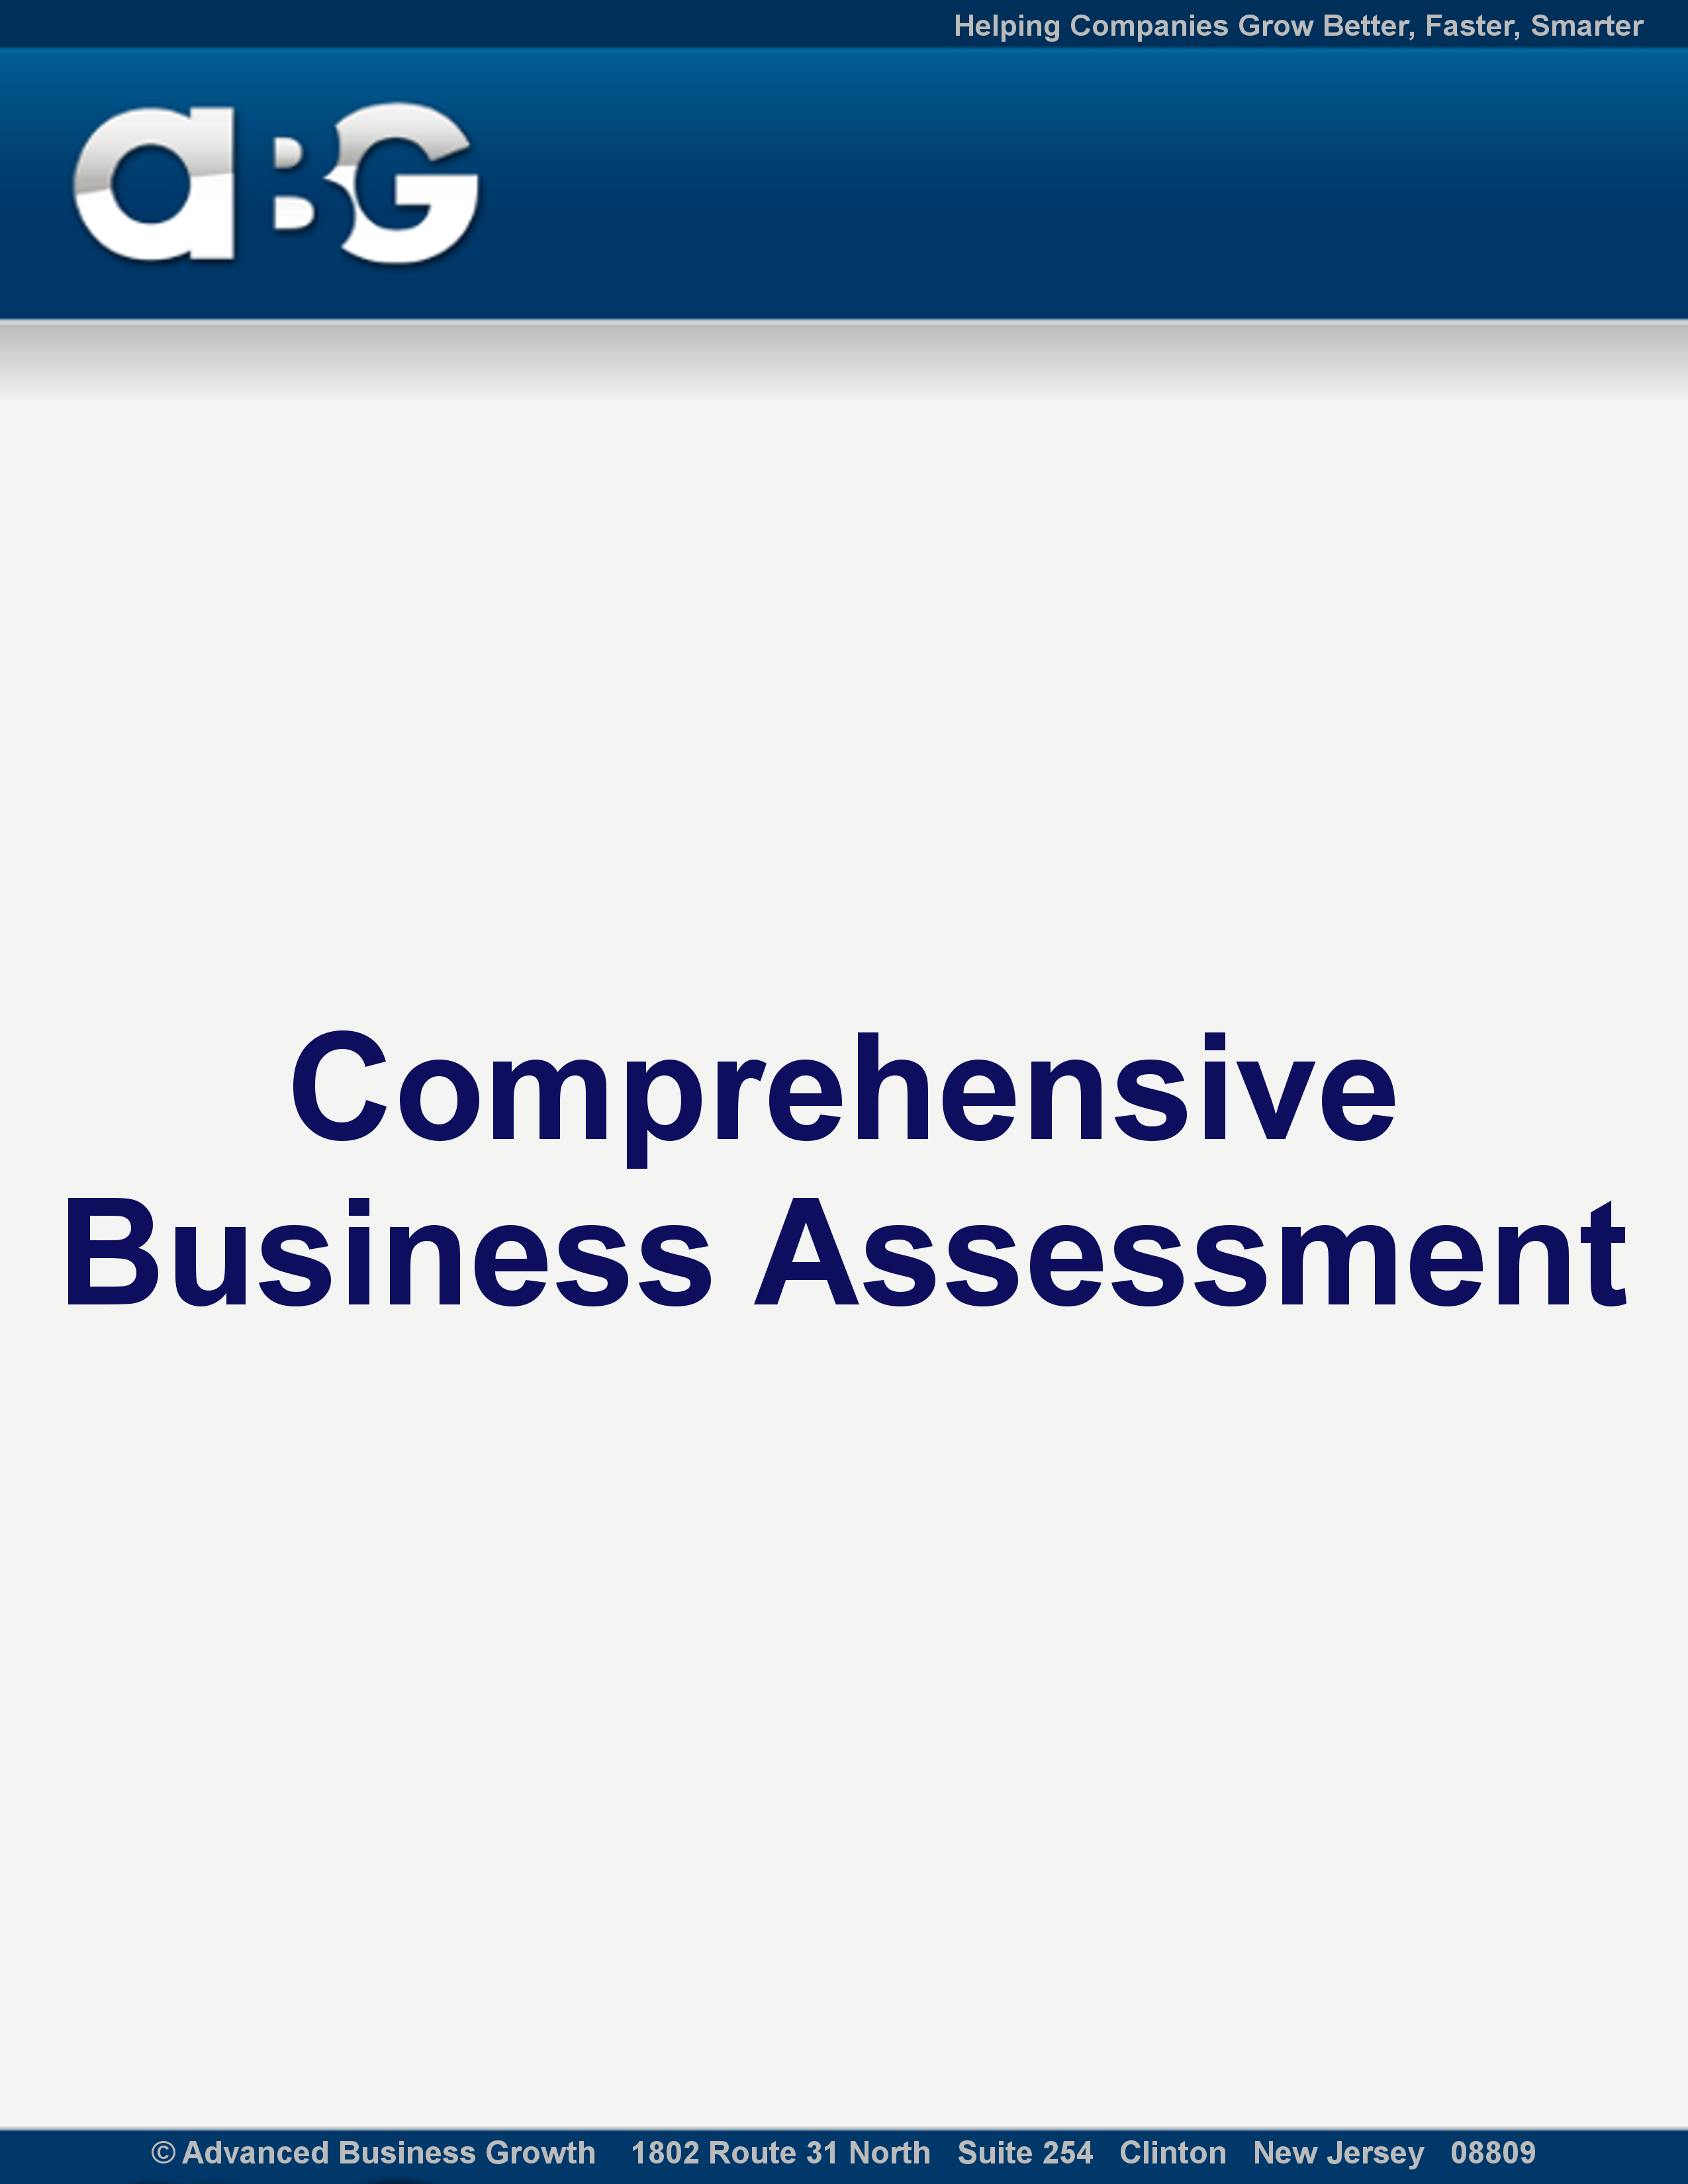 Helping Companies Grow Better, Faster, Smarter
aBG
Comprehensive
Business Assessment
© Advanced Business Growth 1802 Route 31 North Suite 254 Clinton New Jersey 08809